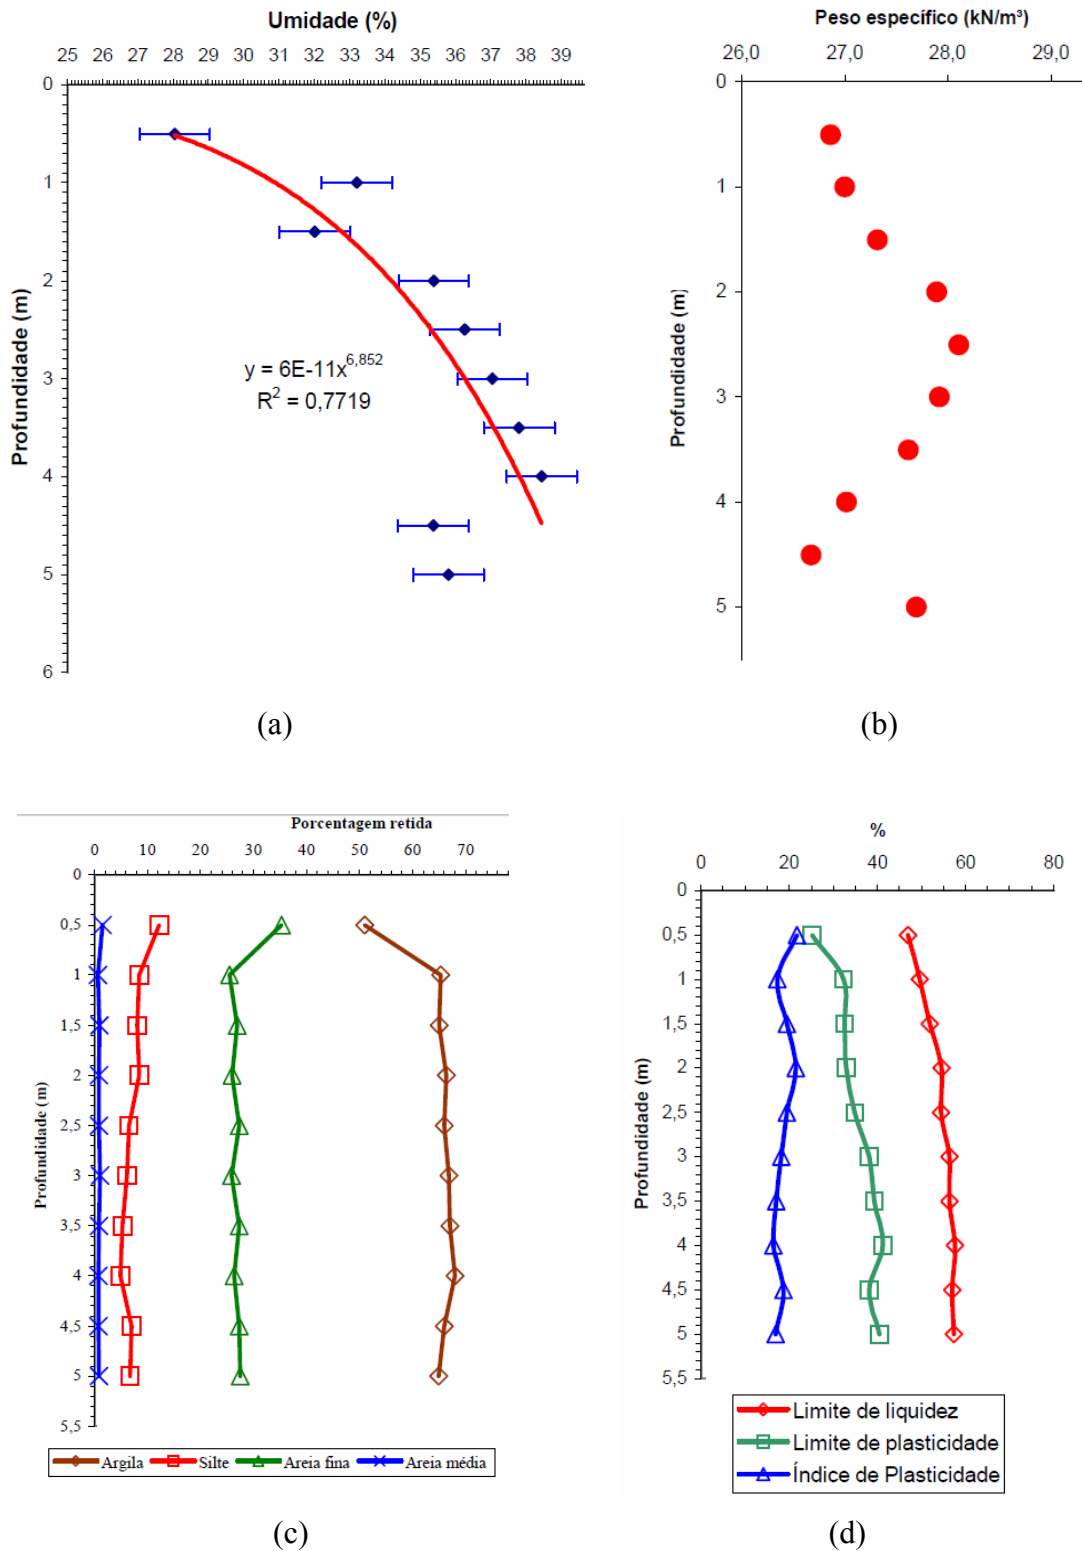 Umidade (%)
25 26 27 28 29 30 31 32 33 34 35 36 37 38 39
0
1
2
3
4
5
6
Profundidade (m)
y = 6E-11x^6,852
R^2 = 0,7719
(a)
Peso específico (kN/m³)
26,0 27,0 28,0 29,0
0
1
2
3
4
5
Profundidade (m)
(b)
Porcentagem retida
0 10 20 30 40 50 60 70
0
0,5
1
1,5
2
2,5
3
3,5
4
4,5
5
5,5
Profundidade (m)
Argila Silte Areia fina Areia média
(c)
%
0 20 40 60 80
0
0,5
1
1,5
2
2,5
3
3,5
4
4,5
5
5,5
Profundidade (m)
Limite de liquidez
Limite de plasticidade
Índice de Plasticidade
(d)